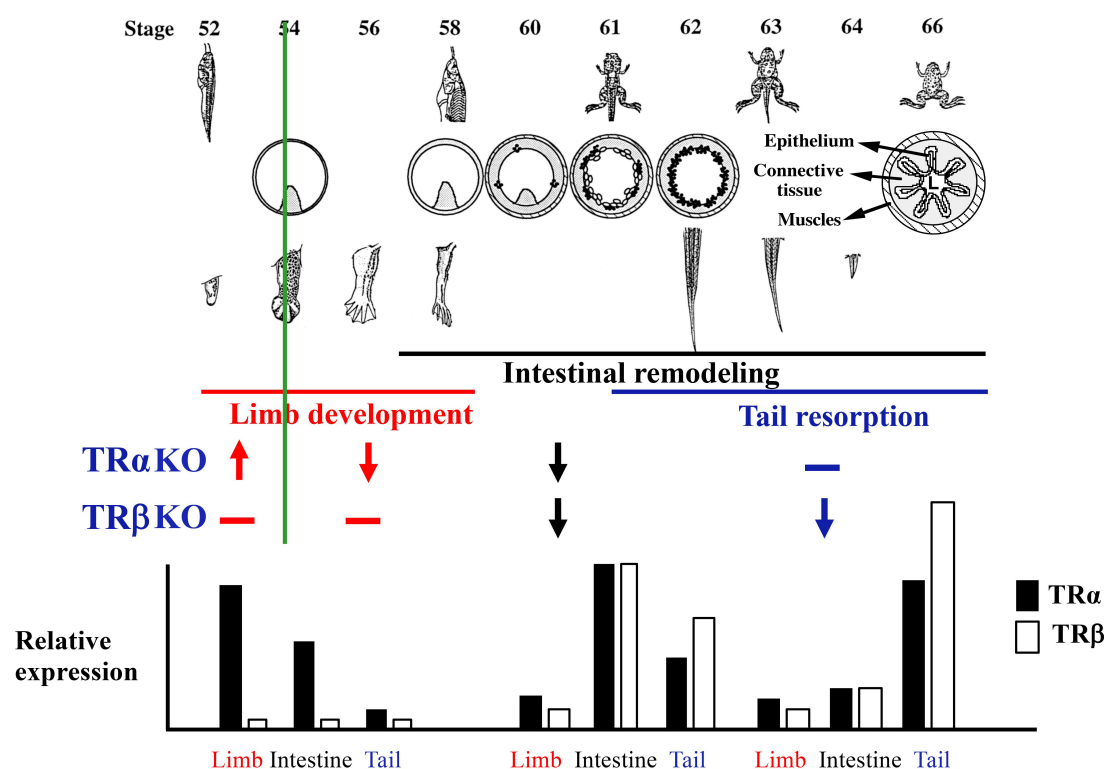 Stage 52 54 56 58 60 61 62 63 64 66
Epithelium
Connective
tissue
Muscles
L
Intestinal remodeling
Limb development
Tail resorption
TRα KO
TRβ KO
Relative
expression
TRα
TRβ
Limb Intestine Tail Limb Intestine Tail Limb Intestine Tail